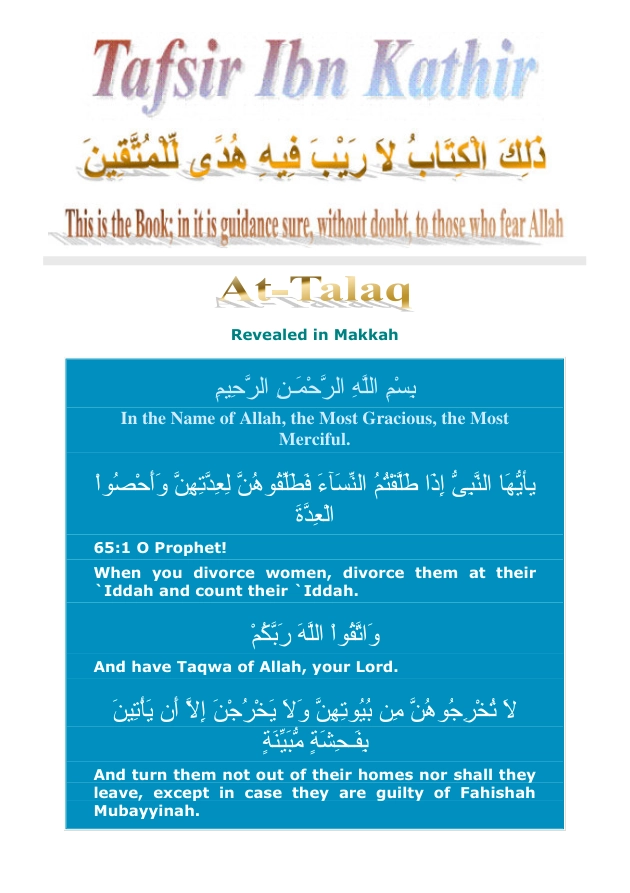 Tafsir Ibn Kathir
ذَلِكَ الْكِتَابُ لاَ رَيْبَ فِيهِ هُدًى لِّلْمُتَّقِينَ
This is the Book; in it is guidance sure, without doubt, to those who fear Allah
At-Talaq
Revealed in Makkah
بِسْمِ اللَّهِ الرَّحْمَـنِ الرَّحِيمِ
In the Name of Allah, the Most Gracious, the Most
Merciful.
يأَيُّهَا النَّبِىُّ إِذَا طَلَّقْتُمُ النِّسَآءَ فَطَلِّقُوهُنَّ لِعِدَّتِهِنَّ وَأَحْصُواْ
الْعِدَّةَ
65:1 O Prophet!
When you divorce women, divorce them at their
`Iddah and count their `Iddah.
وَاتَّقُواْ اللَّهَ رَبَّكُمْ
And have Taqwa of Allah, your Lord.
لاَ تُخْرِجُوهُنَّ مِن بُيُوتِهِنَّ وَلاَ يَخْرُجْنَ إِلاَّ أَن يَأْتِينَ
بِفَـحِشَةٍ مُّبَيِّنَةٍ
And turn them not out of their homes nor shall they
leave, except in case they are guilty of Fahishah
Mubayyinah.